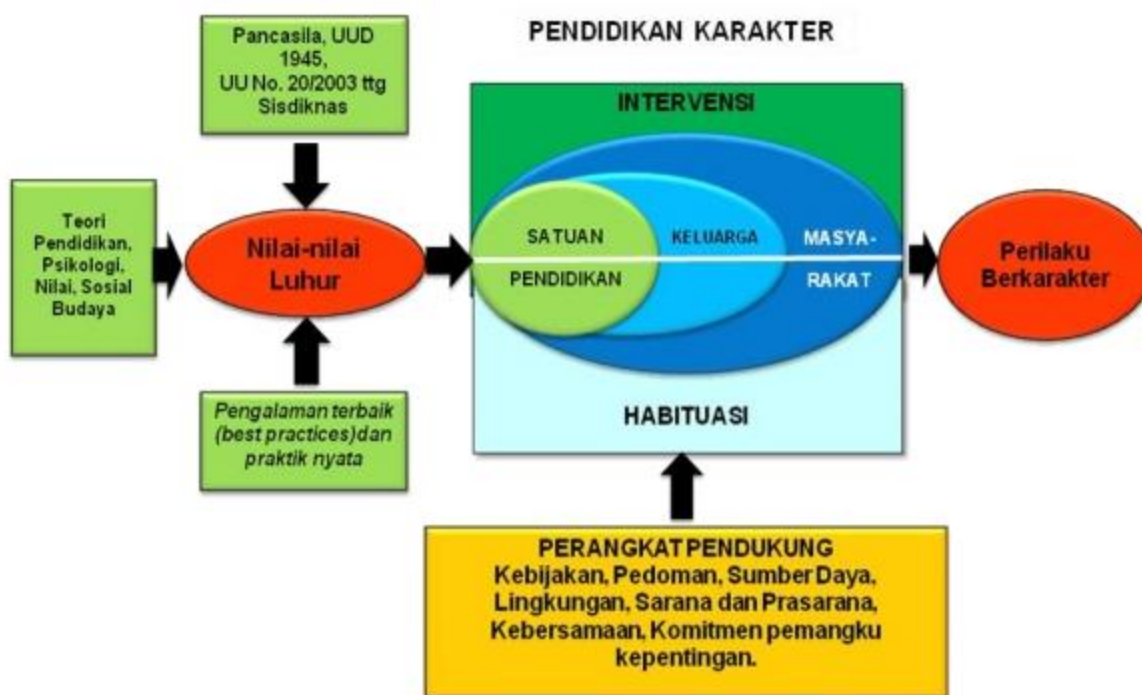 PENDIDIKAN KARAKTER
Pancasila, UUD
1945,
UU No. 20/2003 ttg
Sisdiknas
Teori
Pendidikan,
Psikologi,
Nilai, Sosial
Budaya
Nilai-nilai
Luhur
Pengalaman terbaik
(best practices)dan
praktik nyata
INTERVENSI
SATUAN
PENDIDIKAN
KELUARGA
MASYA-
RAKAT
HABITUASI
Perilaku
Berkarakter
PERANGKAT PENDUKUNG
Kebijakan, Pedoman, Sumber Daya,
Lingkungan, Sarana dan Prasarana,
Kebersamaan, Komitmen pemangku
kepentingan.